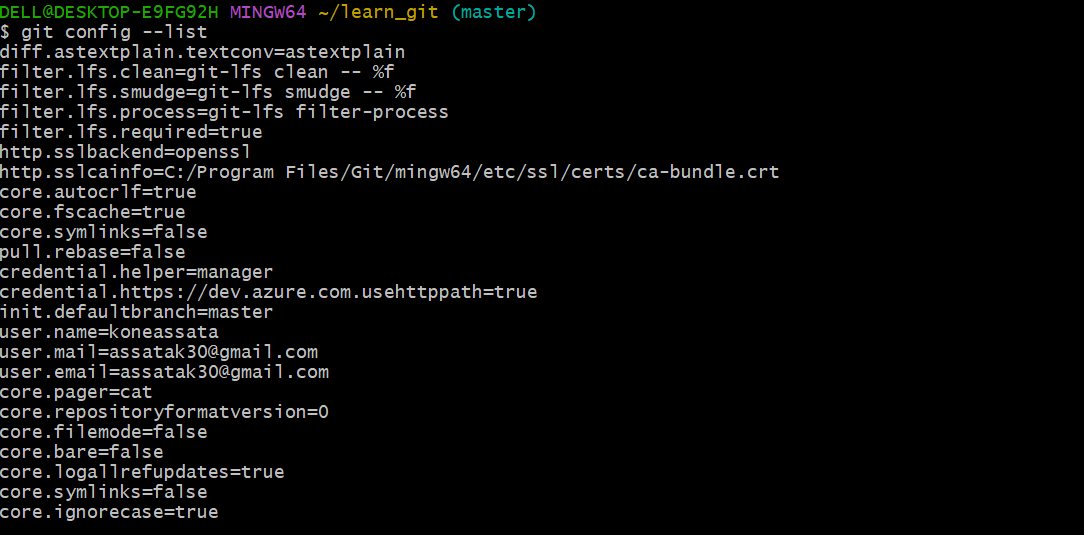 DELL@DESKTOP-E9FG92H MINGW64 ~/learn_git (master)
$ git config --list
diff.astextplain.textconv=astextplain
filter.lfs.clean=git-lfs clean -- %f
filter.lfs.smudge=git-lfs smudge -- %f
filter.lfs.process=git-lfs filter-process
filter.lfs.required=true
http.sslbackend=openssl
http.sslcainfo=C:/Program Files/Git/mingw64/etc/ssl/certs/ca-bundle.crt
core.autocrlf=true
core.fscache=true
core.symlinks=false
pull.rebase=false
credential.helper=manager
credential.https://dev.azure.com.usehttppath=true
init.defaultbranch=master
user.name=koneassata
user.mail=assatak30@gmail.com
user.email=assatak30@gmail.com
core.pager=cat
core.repositoryformatversion=0
core.filemode=false
core.bare=false
core.logallrefupdates=true
core.symlinks=false
core.ignorecase=true